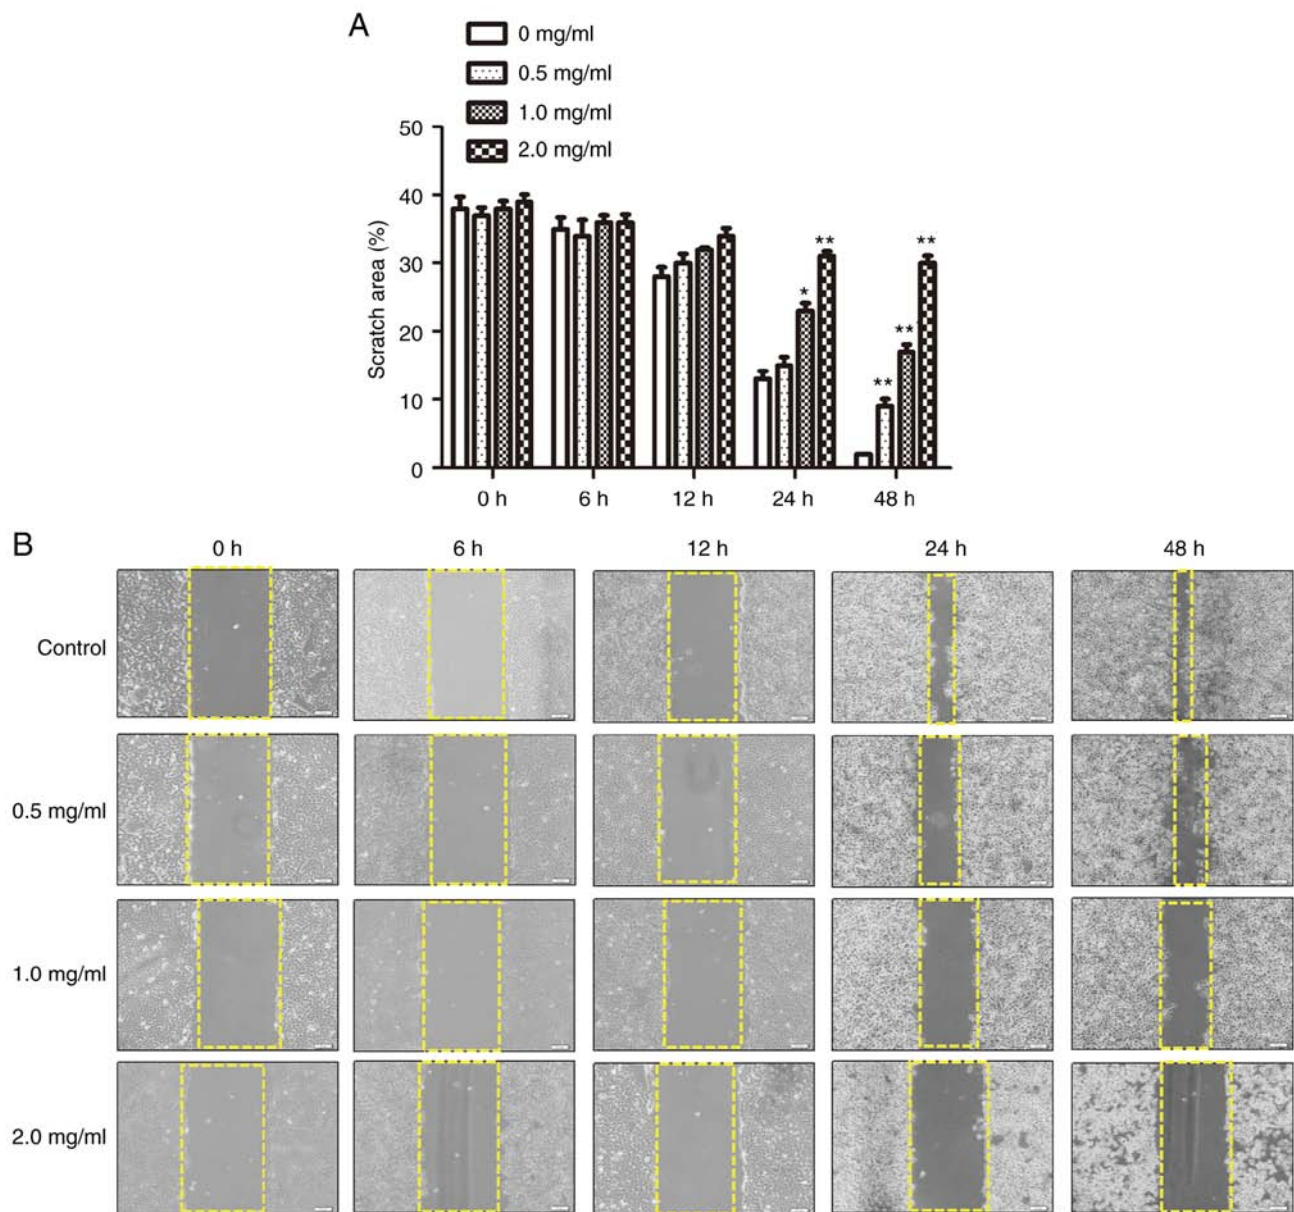 A
0 mg/ml
0.5 mg/ml
1.0 mg/ml
2.0 mg/ml
Scratch area (%)
50
40
30
20
10
0
**
**
*
**
**
0 h
6 h
12 h
24 h
48 h
B
0 h
6 h
12 h
24 h
48 h
Control
0.5 mg/ml
1.0 mg/ml
2.0 mg/ml